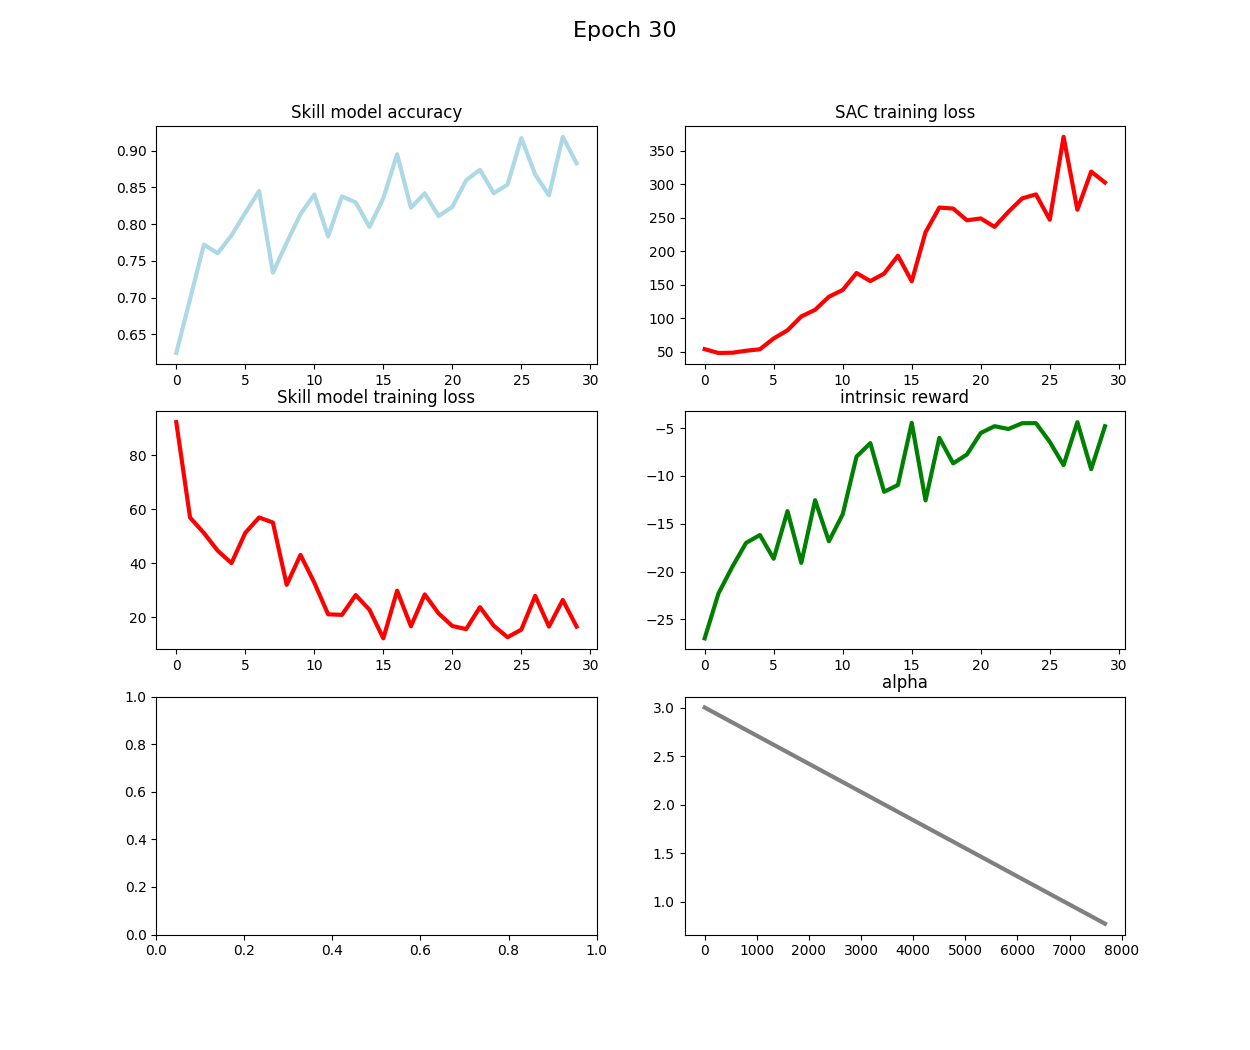 Epoch 30
Skill model accuracy
0.90
0.85
0.80
0.75
0.70
0.65
0 5 10 15 20 25 30
SAC training loss
350
300
250
200
150
100
50
0 5 10 15 20 25 30
Skill model training loss
80
60
40
20
0 5 10 15 20 25 30
intrinsic reward
−5
−10
−15
−20
−25
0 5 10 15 20 25 30
1.0
0.8
0.6
0.4
0.2
0.0
0.0 0.2 0.4 0.6 0.8 1.0
alpha
3.0
2.5
2.0
1.5
1.0
0 1000 2000 3000 4000 5000 6000 7000 8000